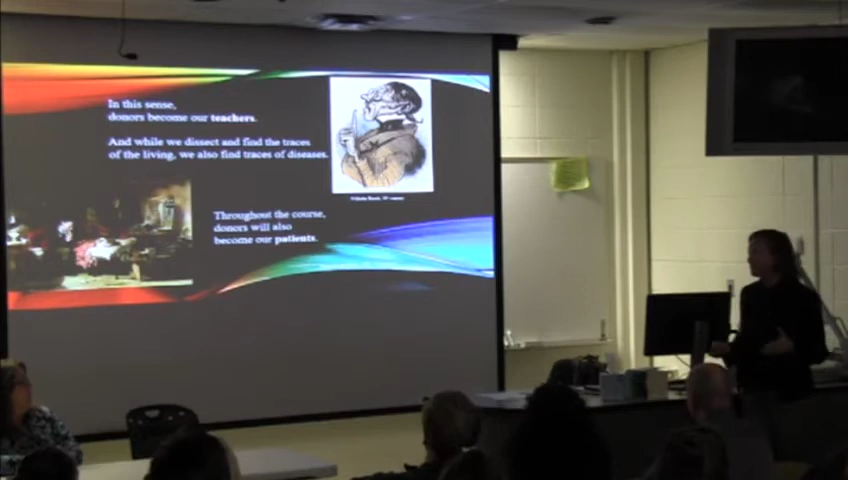 In this sense,
donors become our teachers.
And while we dissect and find the traces
of the living, we also find traces of diseases.
Throughout the course,
donors will also
become our patients.